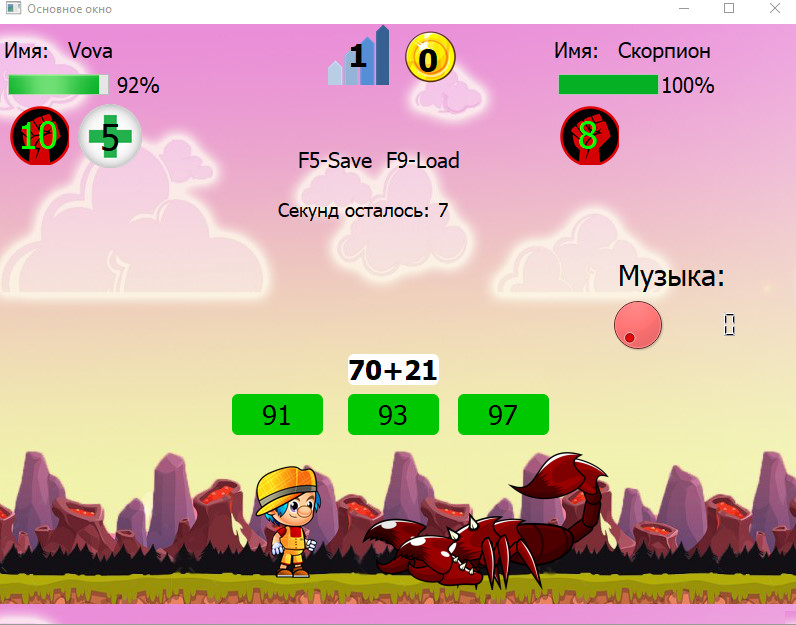 Основное окно
Имя: Vova
92%
10
5
1
0
Имя: Скорпион
100%
8
F5-Save F9-Load
Секунд осталось: 7
Музыка:
0
70+21
91 93 97